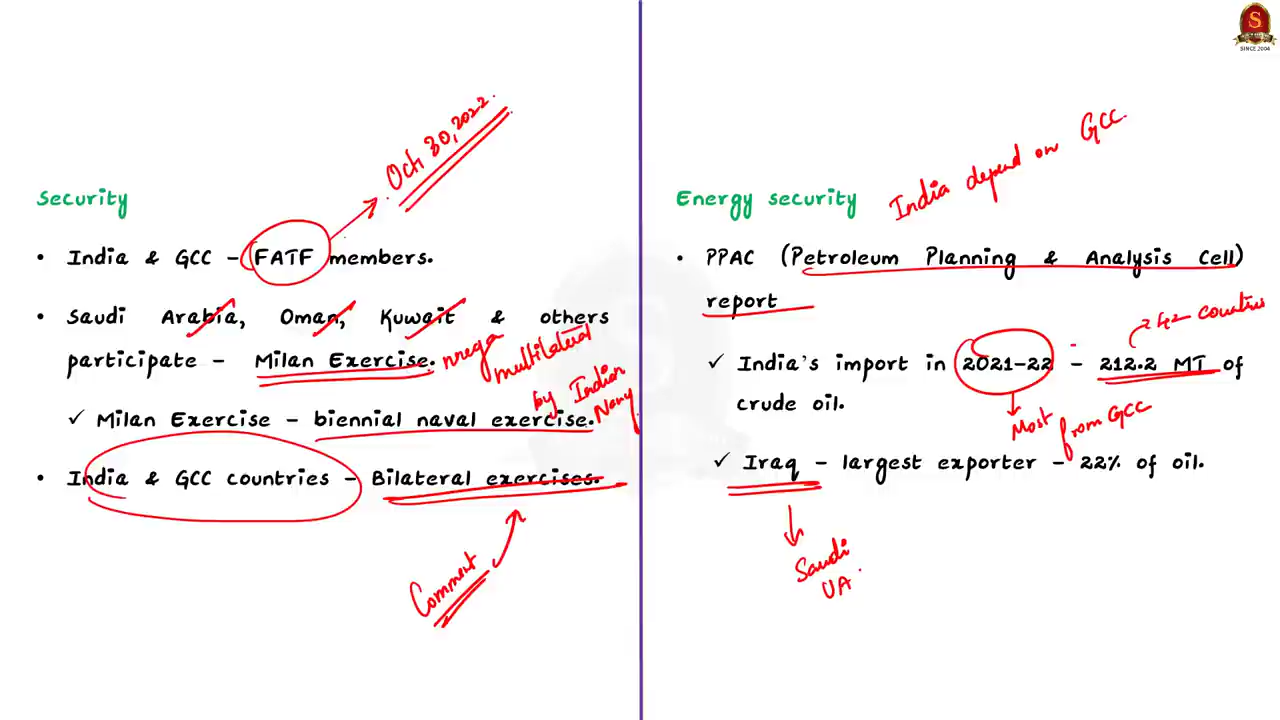 SINCE 2004
Oct 30, 2022.
Security
• India & GCC – FATF members.
• Saudi Arabia, Oman, Kuwait & others
participate – Milan Exercise.
mega
multilateral
by Indian
Navy
✓ Milan Exercise – biennial naval exercise.
• India & GCC countries – Bilateral exercises.
Comment
India depend on GCC
Energy security
• PPAC (Petroleum Planning & Analysis Cell)
report
42 countries
✓ India's import in 2021-22 – 212.2 MT of
crude oil.
Most from GCC
✓ Iraq – largest exporter – 22% of oil.
Saudi
UA